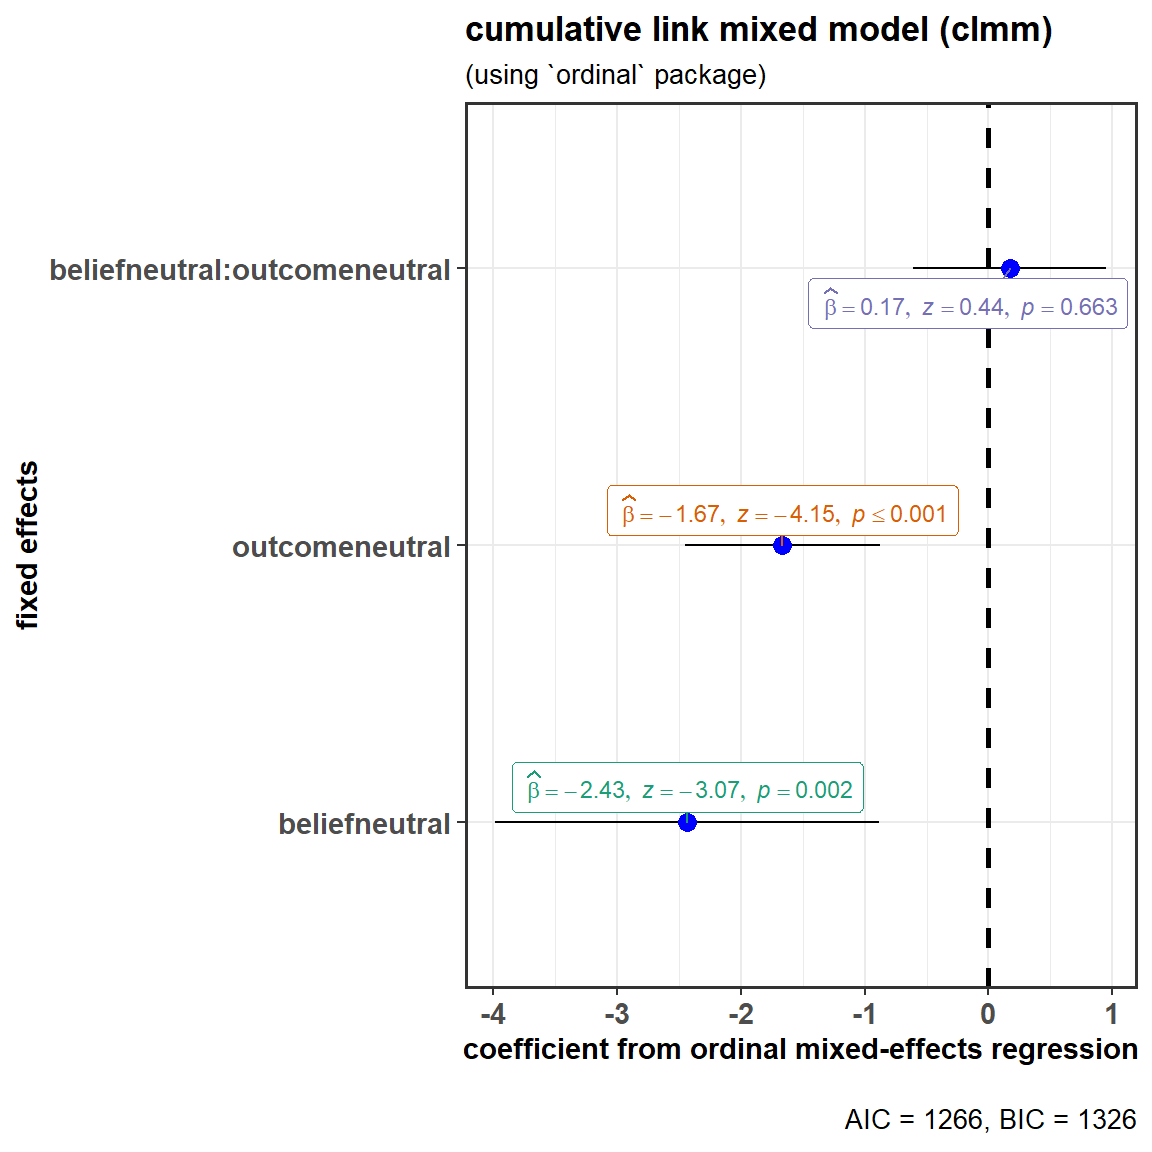 cumulative link mixed model (clmm)
(using `ordinal` package)
beliefneutral:outcomeneutral
β̂ = 0.17, z = 0.44, p = 0.663
β̂ = −1.67, z = −4.15, p ≤ 0.001
outcomeneutral
β̂ = −2.43, z = −3.07, p = 0.002
beliefneutral
fixed effects
-4 -3 -2 -1 0 1
coefficient from ordinal mixed-effects regression
AIC = 1266, BIC = 1326